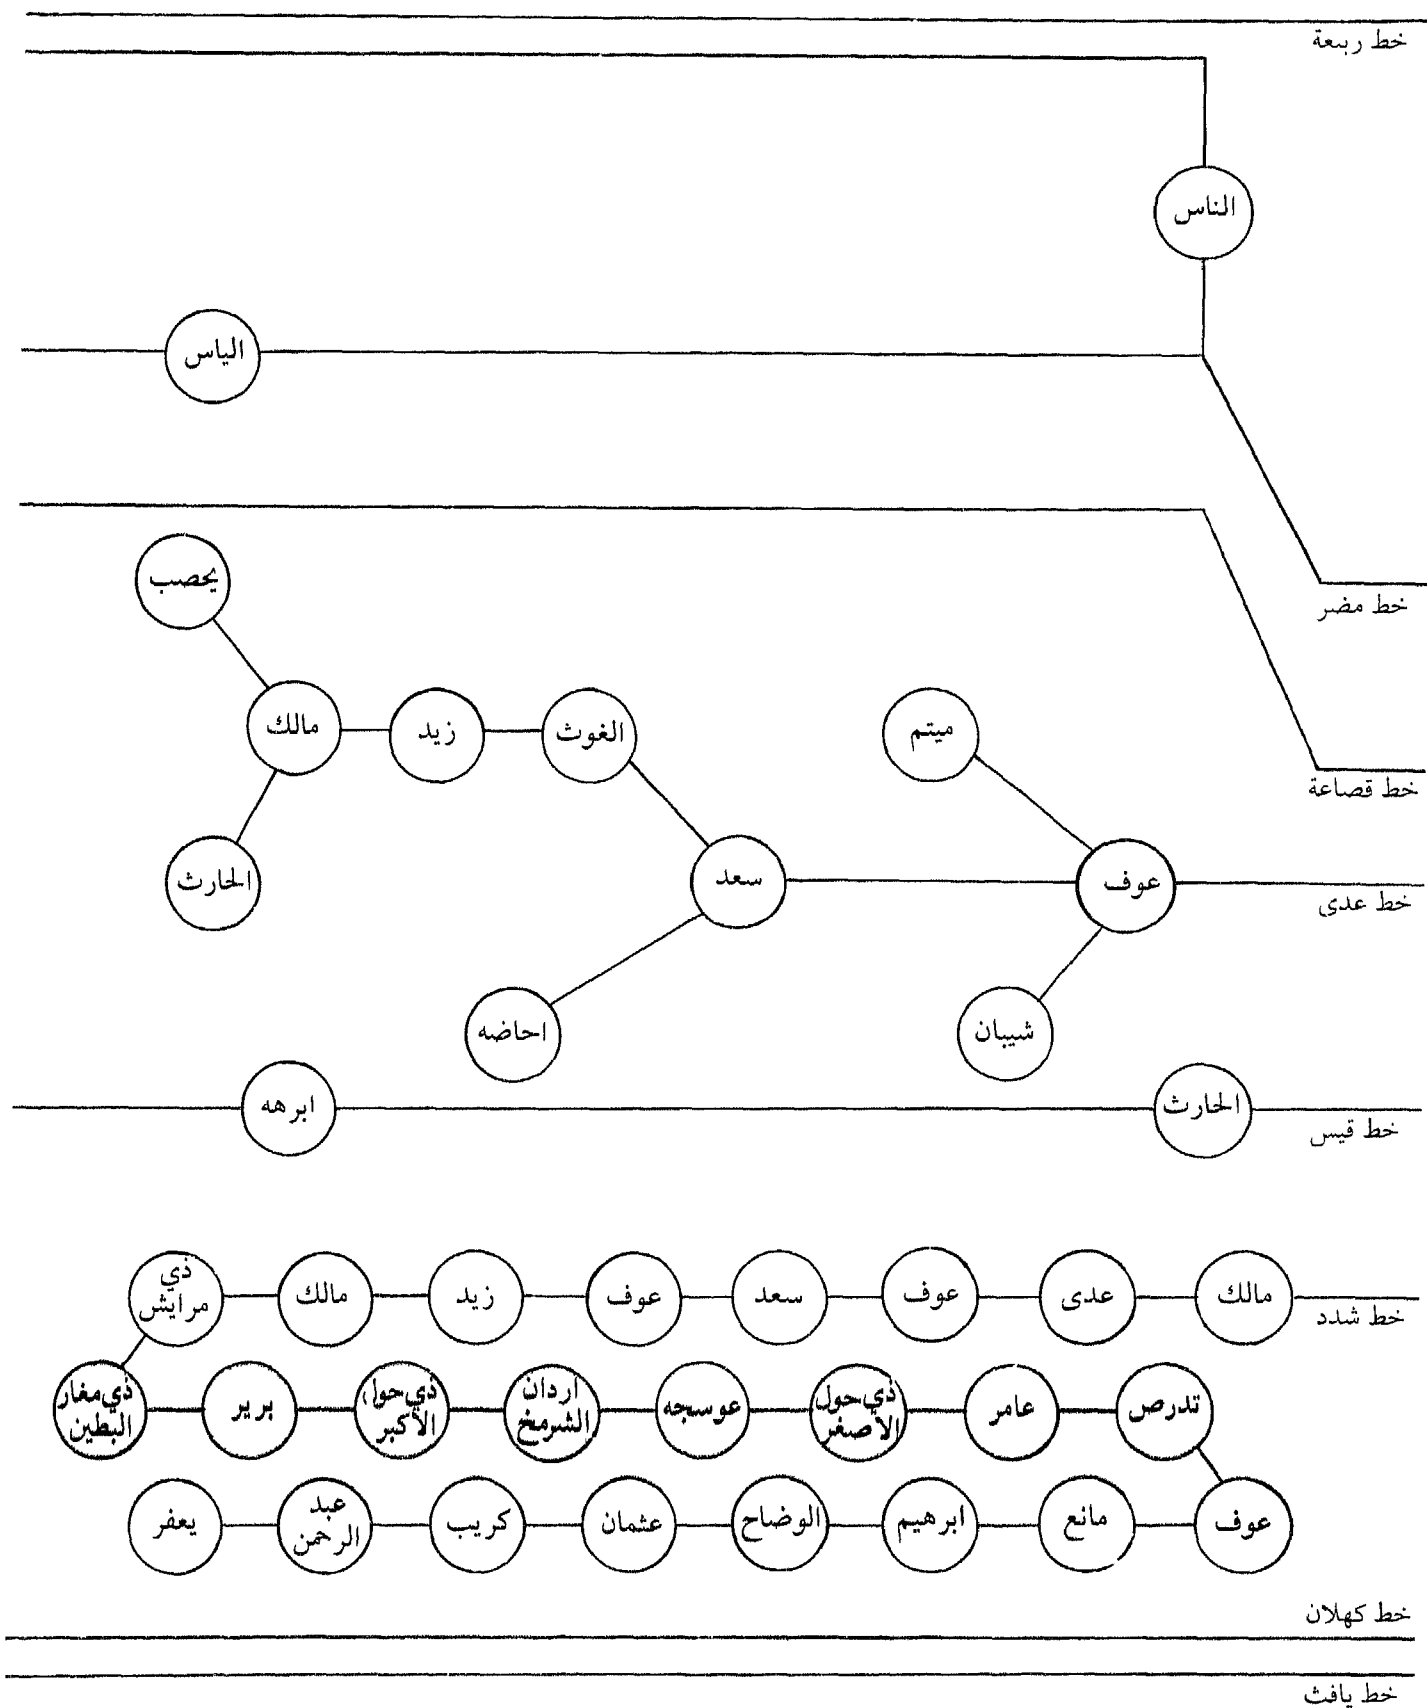 خط ربيعة
الناس
الياس
خط مضر
يحصب
مالك
زيد
الغوث
ميتم
خط قصاعة
الحارث
سعد
عوف
خط عدى
احاضه
شيبان
ابرهه
الحارث
خط قيس
مالك
عدى
عوف
سعد
عوف
زيد
مالك
ذي
مرايش
خط شدد
تدرص
عامر
ذي حول
الأصغر
عوسجه
اردان
الشرمخ
ذي حول
الأكبر
برير
ذي مغار
البطين
عوف
مانع
ابرهيم
الوضاح
عثمان
كريب
عبد
الرحمن
يعفر
خط كهلان
خط يافث